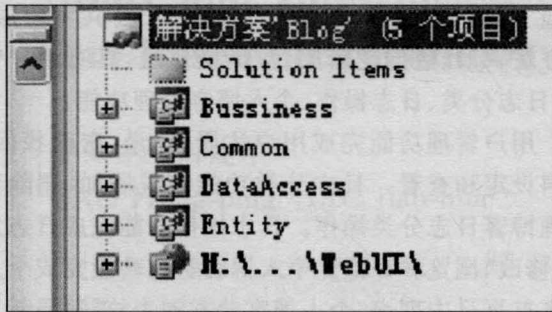 解决方案'Blog' (5 个项目)
Solution Items
Bussiness
Common
DataAccess
Entity
H:\...\WebUI\